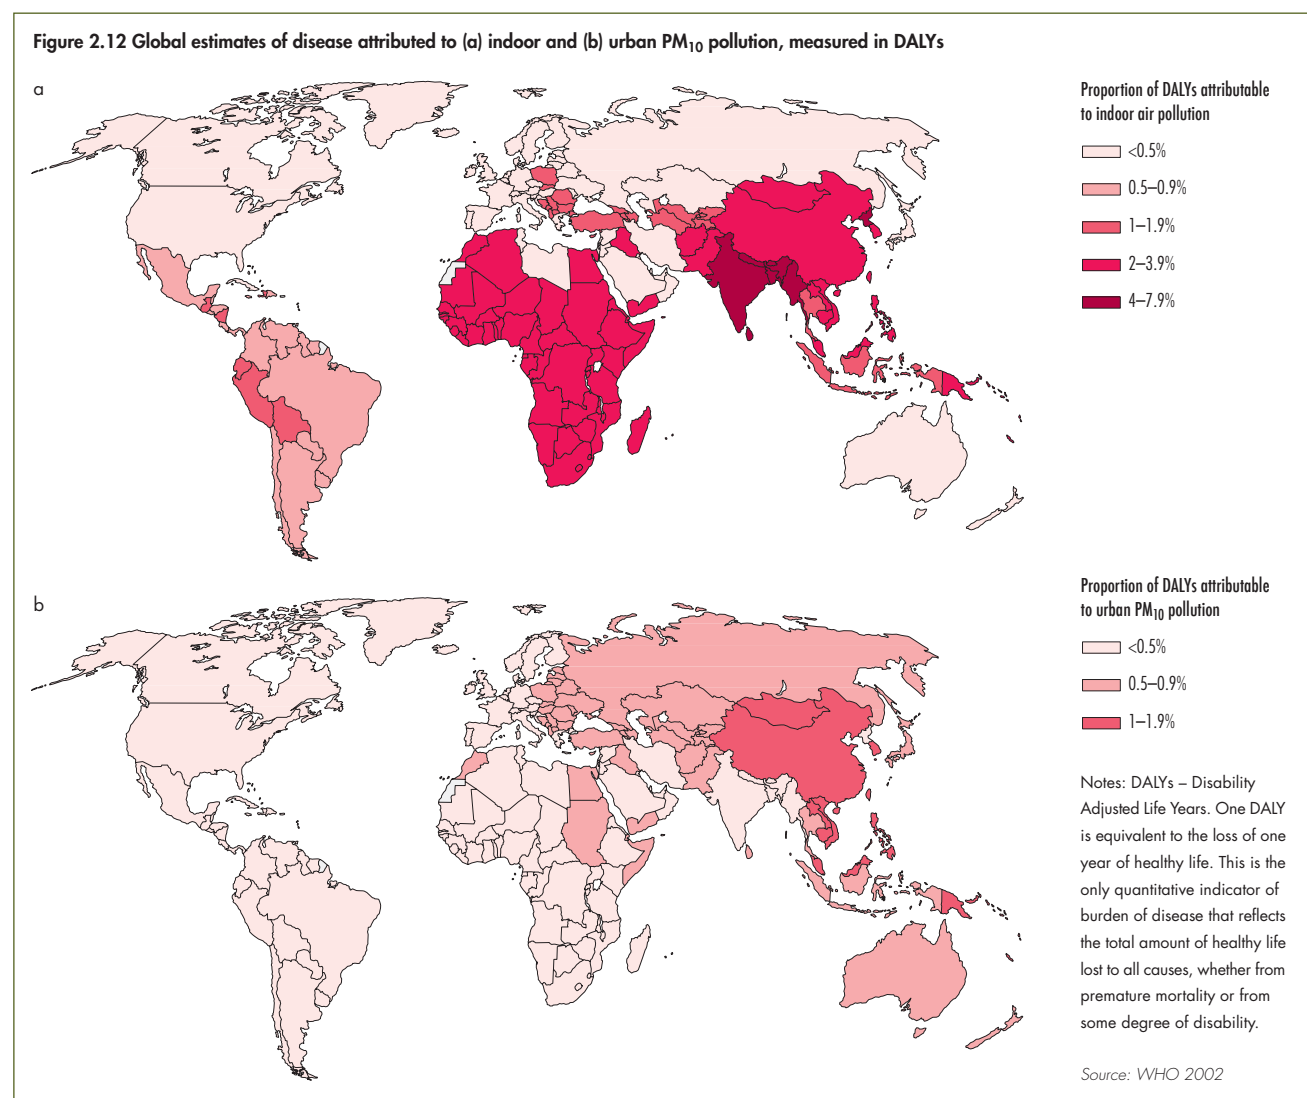 Figure 2.12 Global estimates of disease attributed to (a) indoor and (b) urban PM10 pollution, measured in DALYs
a
Proportion of DALYs attributable
to indoor air pollution
<0.5%
0.5–0.9%
1–1.9%
2–3.9%
4–7.9%
b
Proportion of DALYs attributable
to urban PM10 pollution
<0.5%
0.5–0.9%
1–1.9%
Notes: DALYs – Disability
Adjusted Life Years. One DALY
is equivalent to the loss of one
year of healthy life. This is the
only quantitative indicator of
burden of disease that reflects
the total amount of healthy life
lost to all causes, whether from
premature mortality or from
some degree of disability.
Source: WHO 2002